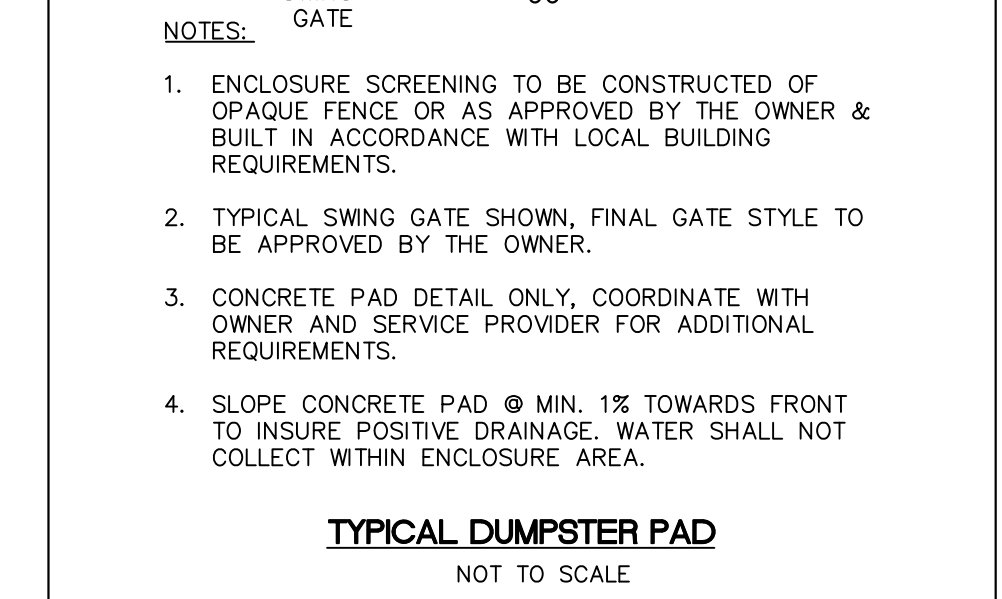 GATE
NOTES:
1. ENCLOSURE SCREENING TO BE CONSTRUCTED OF
OPAQUE FENCE OR AS APPROVED BY THE OWNER &
BUILT IN ACCORDANCE WITH LOCAL BUILDING
REQUIREMENTS.
2. TYPICAL SWING GATE SHOWN, FINAL GATE STYLE TO
BE APPROVED BY THE OWNER.
3. CONCRETE PAD DETAIL ONLY, COORDINATE WITH
OWNER AND SERVICE PROVIDER FOR ADDITIONAL
REQUIREMENTS.
4. SLOPE CONCRETE PAD @ MIN. 1% TOWARDS FRONT
TO INSURE POSITIVE DRAINAGE. WATER SHALL NOT
COLLECT WITHIN ENCLOSURE AREA.
TYPICAL DUMPSTER PAD
NOT TO SCALE